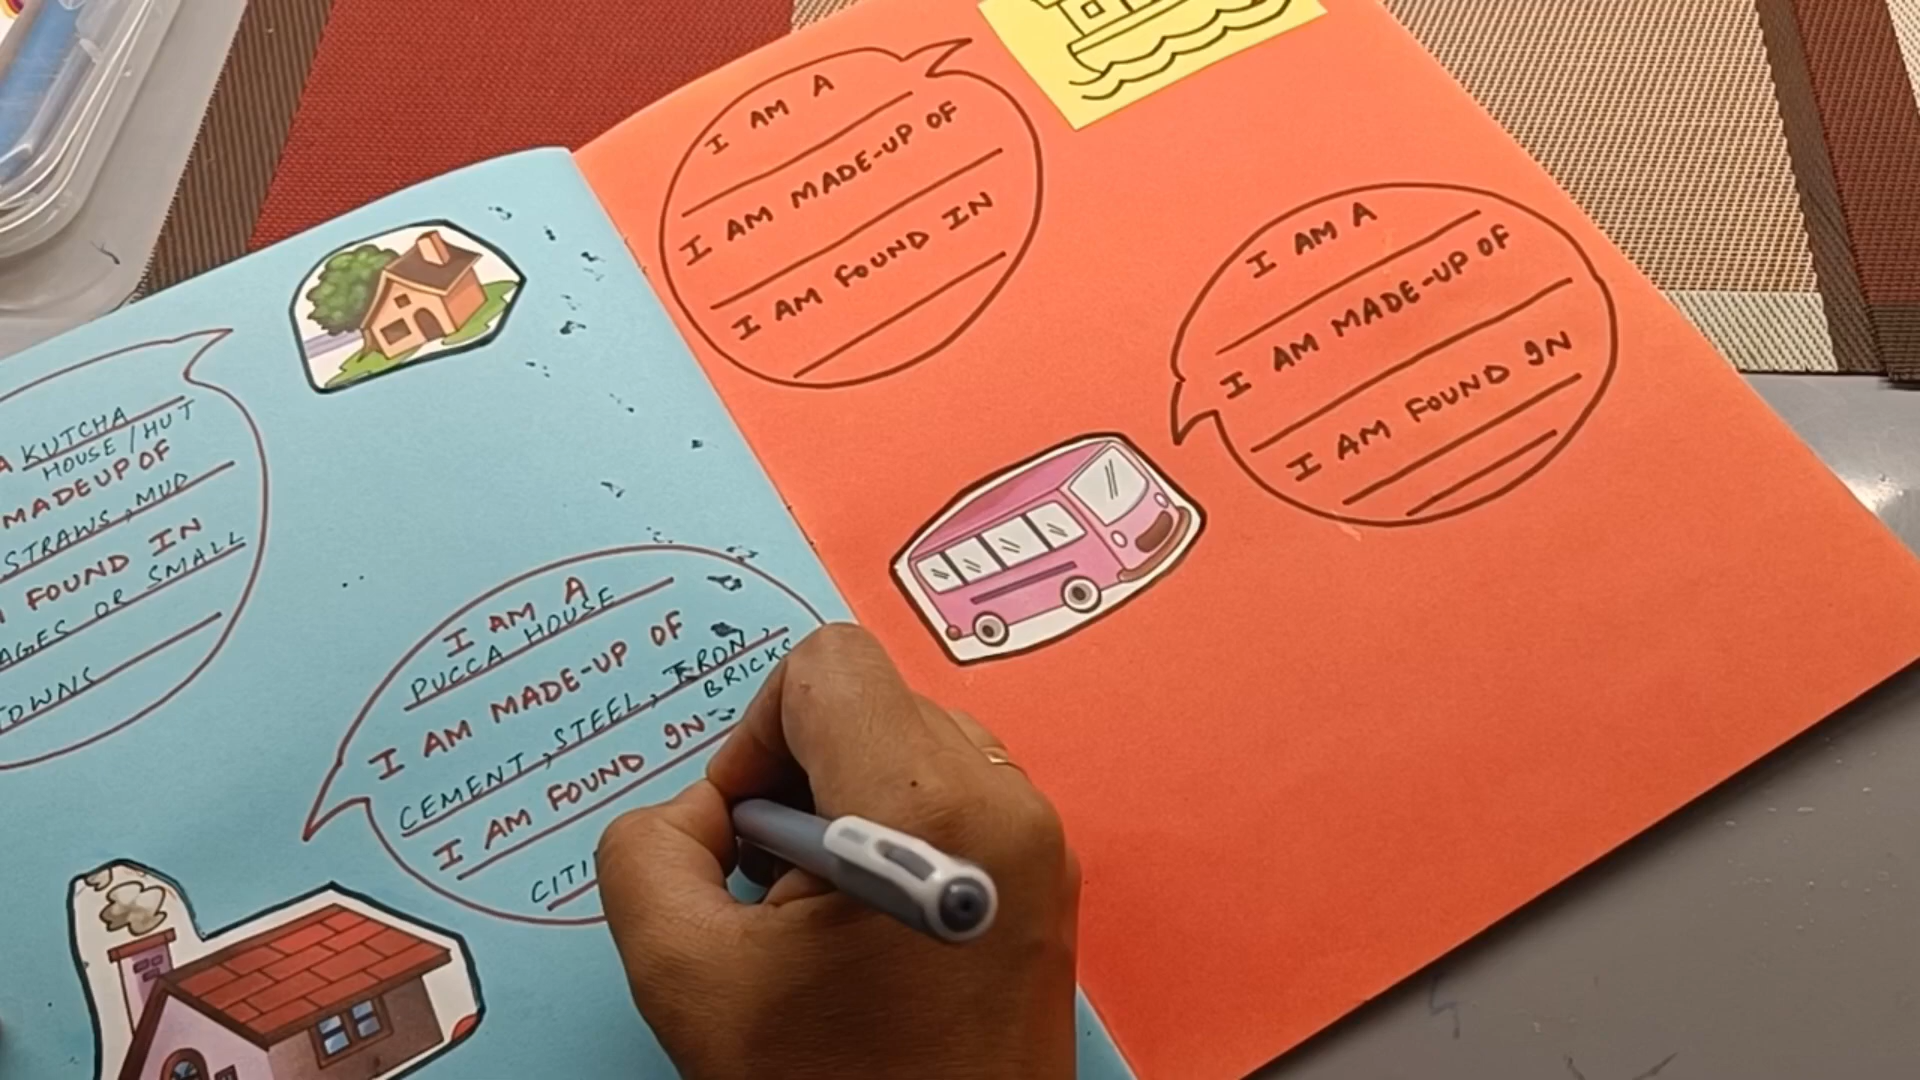 A KUTCHA
HOUSE / HUT
MADEUP OF
STRAWS, MUD
FOUND IN
AGES OR SMALL
TOWNS
I AM A
PUCCA HOUSE
I AM MADE-UP OF
CEMENT, STEEL, IRON,
BRICKS
I AM FOUND IN
CITI
I AM A
I AM MADE-UP OF
I AM FOUND IN
I AM A
I AM MADE-UP OF
I AM FOUND IN